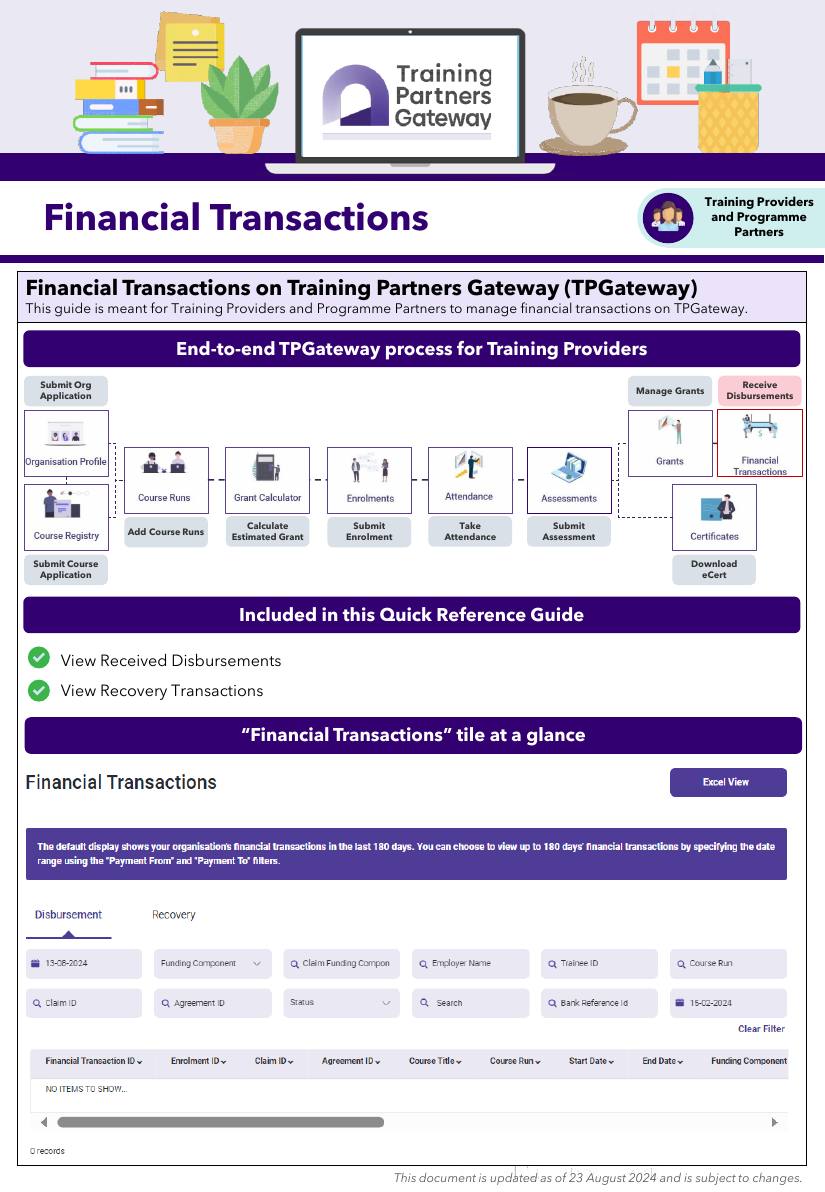 Training
Partners
Gateway
Financial Transactions
Training Providers
and Programme
Partners
Financial Transactions on Training Partners Gateway (TPGateway)
This guide is meant for Training Providers and Programme Partners to manage financial transactions on TPGateway.
End-to-end TPGateway process for Training Providers
Submit Org
Application
Manage Grants
Receive
Disbursements
Organisation Profile
Course Runs
Grant Calculator
Enrolments
Attendance
Assessments
Grants
Financial
Transactions
Course Registry
Add Course Runs
Calculate
Estimated Grant
Submit
Enrolment
Take
Attendance
Submit
Assessment
Certificates
Submit Course
Application
Download
eCert
Included in this Quick Reference Guide
View Received Disbursements
View Recovery Transactions
“Financial Transactions” tile at a glance
Financial Transactions
Excel View
The default display shows your organisation's financial transactions in the last 180 days. You can choose to view up to 180 days' financial transactions by specifying the date
range using the "Payment From" and "Payment To" filters.
Disbursement Recovery
13-08-2024 Funding Component Claim Funding Compon Employer Name Trainee ID Course Run
Claim ID Agreement ID Status Search Bank Reference Id 15-02-2024
Clear Filter
Financial Transaction ID Enrolment ID Claim ID Agreement ID Course Title Course Run Start Date End Date Funding Component
NO ITEMS TO SHOW...
0 records
This document is updated as of 23 August 2024 and is subject to changes.